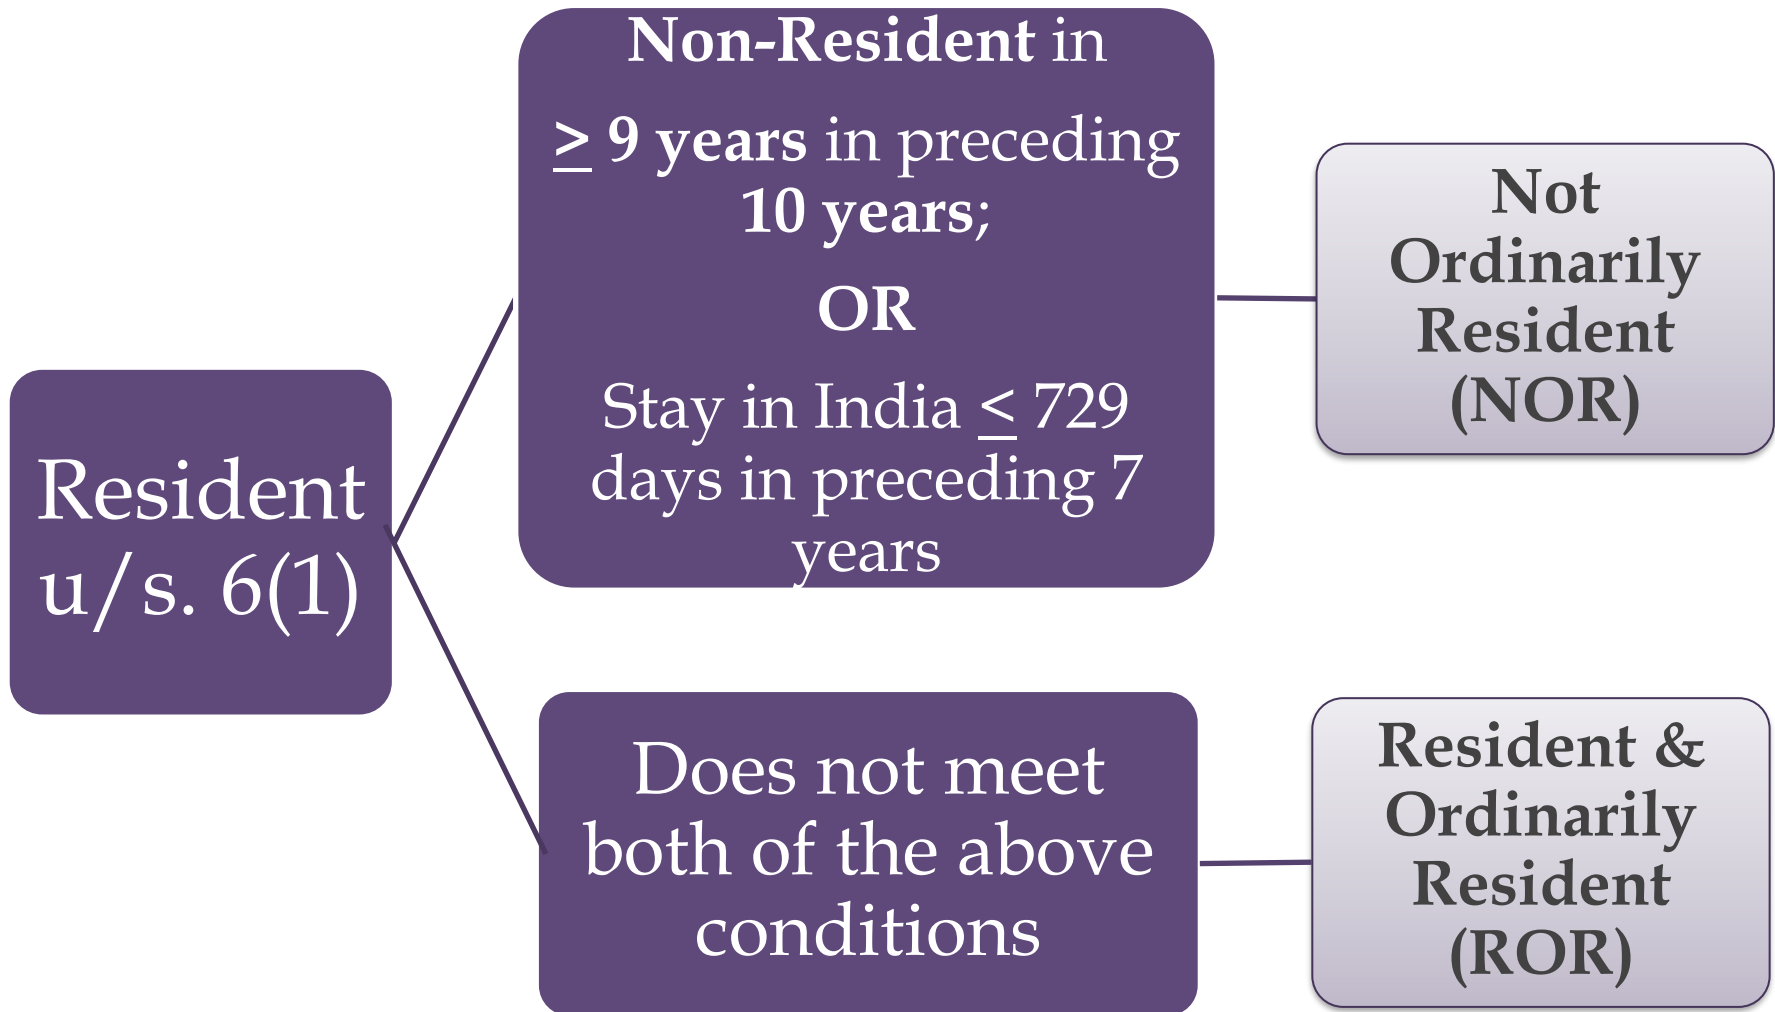 Non-Resident in
≥ 9 years in preceding
10 years;
OR
Stay in India ≤ 729
days in preceding 7
years
Not
Ordinarily
Resident
(NOR)
Resident
u/s. 6(1)
Does not meet
both of the above
conditions
Resident &
Ordinarily
Resident
(ROR)